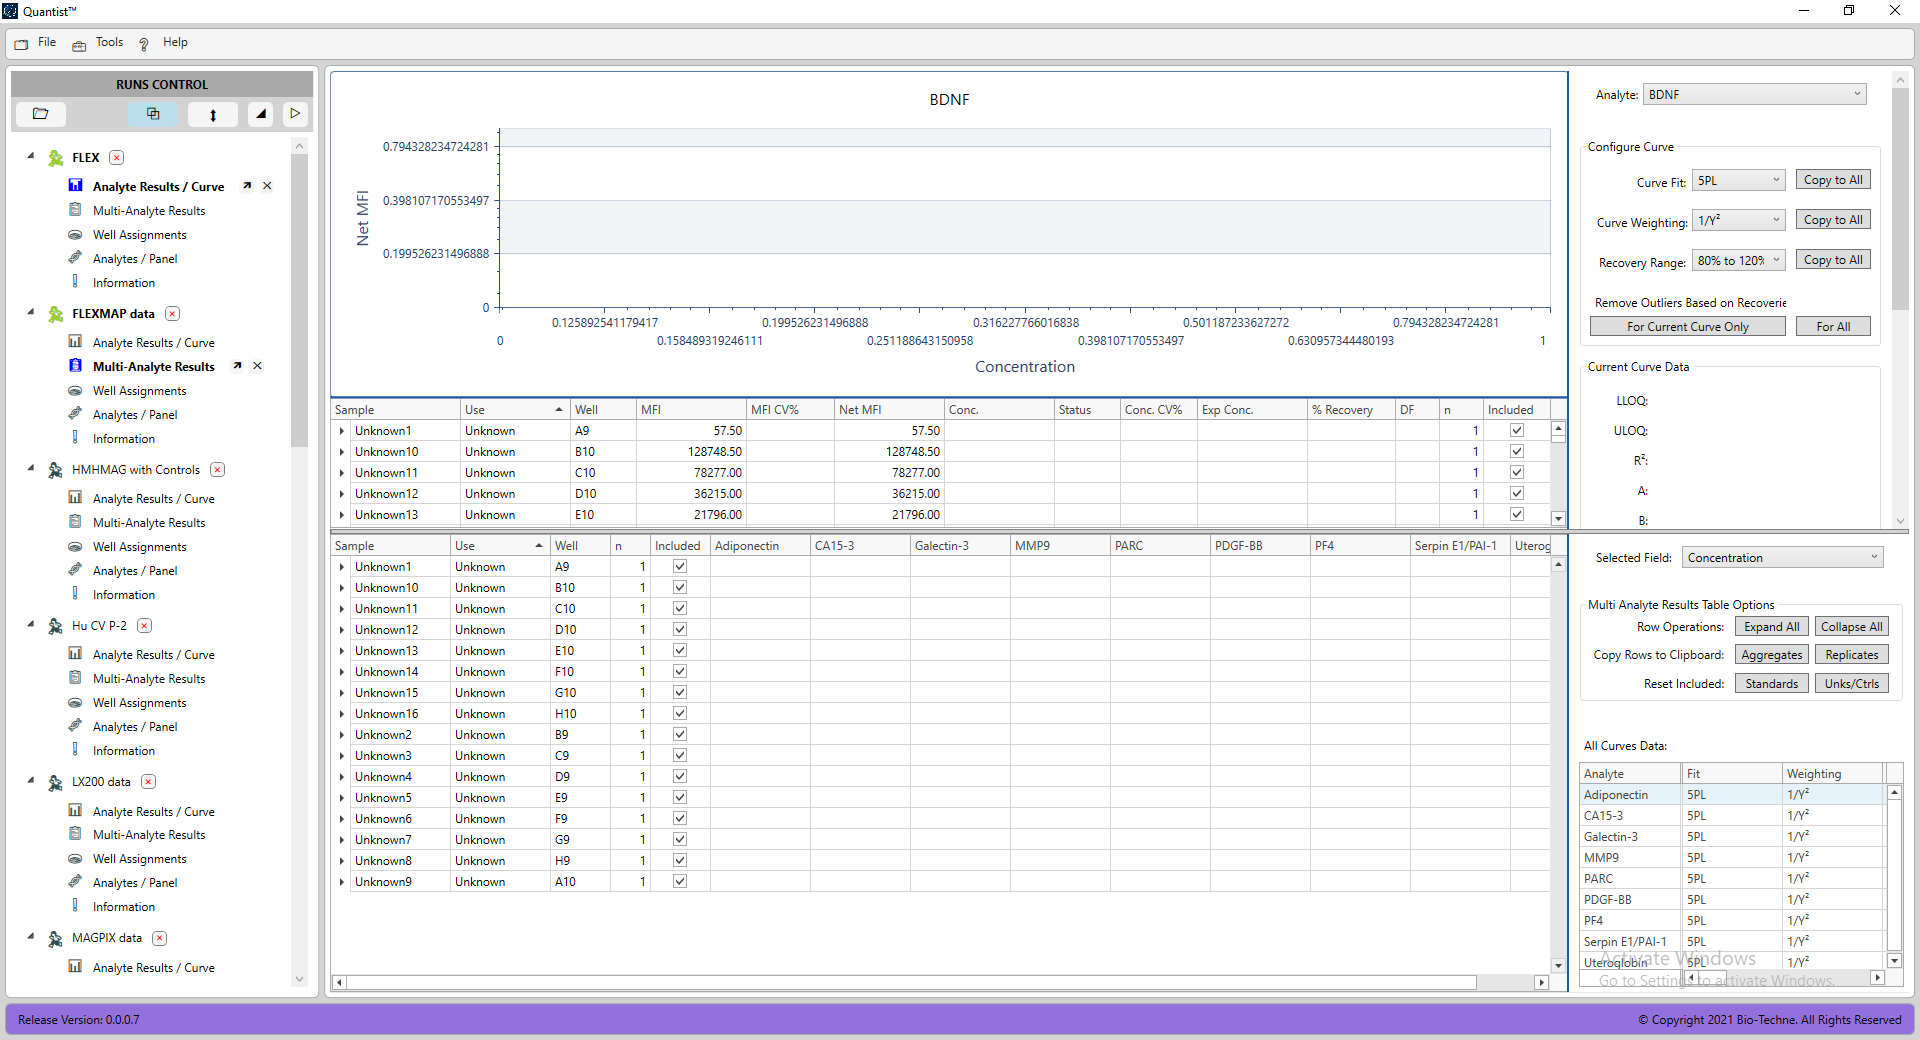 Quantist™
File Tools ? Help
RUNS CONTROL
FLEX
Analyte Results / Curve
Multi-Analyte Results
Well Assignments
Analytes / Panel
Information
FLEXMAP data
Analyte Results / Curve
Multi-Analyte Results
Well Assignments
Analytes / Panel
Information
HMHMAG with Controls
Analyte Results / Curve
Multi-Analyte Results
Well Assignments
Analytes / Panel
Information
Hu CV P-2
Analyte Results / Curve
Multi-Analyte Results
Well Assignments
Analytes / Panel
Information
LX200 data
Analyte Results / Curve
Multi-Analyte Results
Well Assignments
Analytes / Panel
Information
MAGPIX data
Analyte Results / Curve
BDNF
Net MFI
0.794328234724281
0.398107170553497
0.199526231496888
0
0.125892541179417 0.199526231496888 0.316227766016838 0.501187233627272 0.794328234724281
0 0.158489319246111 0.251188643150958 0.398107170553497 0.630957344480193 1
Concentration
Sample Use Well MFI MFI CV% Net MFI Conc. Status Conc. CV% Exp Conc. % Recovery DF n Included
Unknown1 Unknown A9 57.50 57.50 1
Unknown10 Unknown B10 128748.50 128748.50 1
Unknown11 Unknown C10 78277.00 78277.00 1
Unknown12 Unknown D10 36215.00 36215.00 1
Unknown13 Unknown E10 21796.00 21796.00 1
Sample Use Well n Included Adiponectin CA15-3 Galectin-3 MMP9 PARC PDGF-BB PF4 Serpin E1/PAI-1 Uterog
Unknown1 Unknown A9 1
Unknown10 Unknown B10 1
Unknown11 Unknown C10 1
Unknown12 Unknown D10 1
Unknown13 Unknown E10 1
Unknown14 Unknown F10 1
Unknown15 Unknown G10 1
Unknown16 Unknown H10 1
Unknown2 Unknown B9 1
Unknown3 Unknown C9 1
Unknown4 Unknown D9 1
Unknown5 Unknown E9 1
Unknown6 Unknown F9 1
Unknown7 Unknown G9 1
Unknown8 Unknown H9 1
Unknown9 Unknown A10 1
Analyte: BDNF
Configure Curve
Curve Fit: 5PL Copy to All
Curve Weighting: 1/Y² Copy to All
Recovery Range: 80% to 120% Copy to All
Remove Outliers Based on Recoverie
For Current Curve Only For All
Current Curve Data
LLOQ:
ULOQ:
R²:
A:
B:
Selected Field: Concentration
Multi Analyte Results Table Options
Row Operations: Expand All Collapse All
Copy Rows to Clipboard: Aggregates Replicates
Reset Included: Standards Unks/Ctrls
All Curves Data:
Analyte Fit Weighting
Adiponectin 5PL 1/Y²
CA15-3 5PL 1/Y²
Galectin-3 5PL 1/Y²
MMP9 5PL 1/Y²
PARC 5PL 1/Y²
PDGF-BB 5PL 1/Y²
PF4 5PL 1/Y²
Serpin E1/PAI-1 5PL 1/Y²
Uteroglobin 5PL 1/Y²
Activate Windows
Go to Settings to activate Windows.
Release Version: 0.0.0.7
© Copyright 2021 Bio-Techne. All Rights Reserved